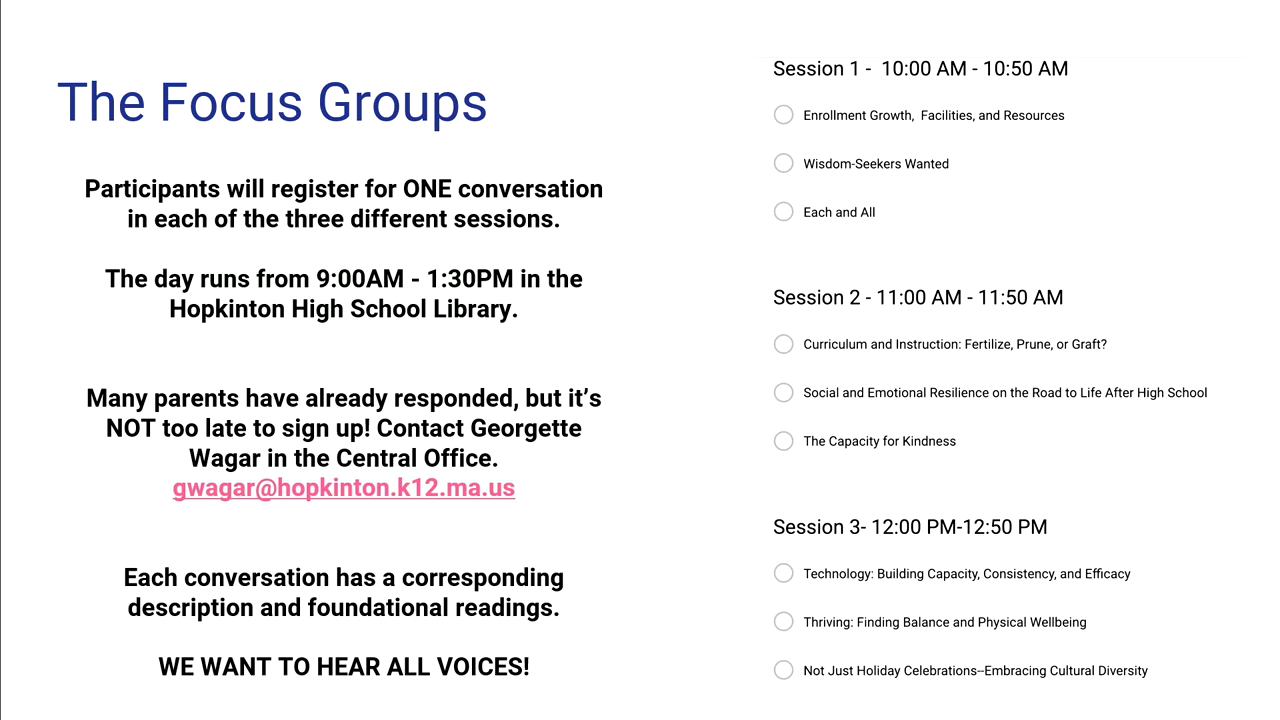 The Focus Groups
Participants will register for ONE conversation
in each of the three different sessions.
The day runs from 9:00AM - 1:30PM in the
Hopkinton High School Library.
Many parents have already responded, but it’s
NOT too late to sign up! Contact Georgette
Wagar in the Central Office.
gwagar@hopkinton.k12.ma.us
Each conversation has a corresponding
description and foundational readings.
WE WANT TO HEAR ALL VOICES!
Session 1 -  10:00 AM - 10:50 AM
Enrollment Growth,  Facilities, and Resources
Wisdom-Seekers Wanted
Each and All
Session 2 - 11:00 AM - 11:50 AM
Curriculum and Instruction: Fertilize, Prune, or Graft?
Social and Emotional Resilience on the Road to Life After High School
The Capacity for Kindness
Session 3- 12:00 PM-12:50 PM
Technology: Building Capacity, Consistency, and Efficacy
Thriving: Finding Balance and Physical Wellbeing
Not Just Holiday Celebrations--Embracing Cultural Diversity